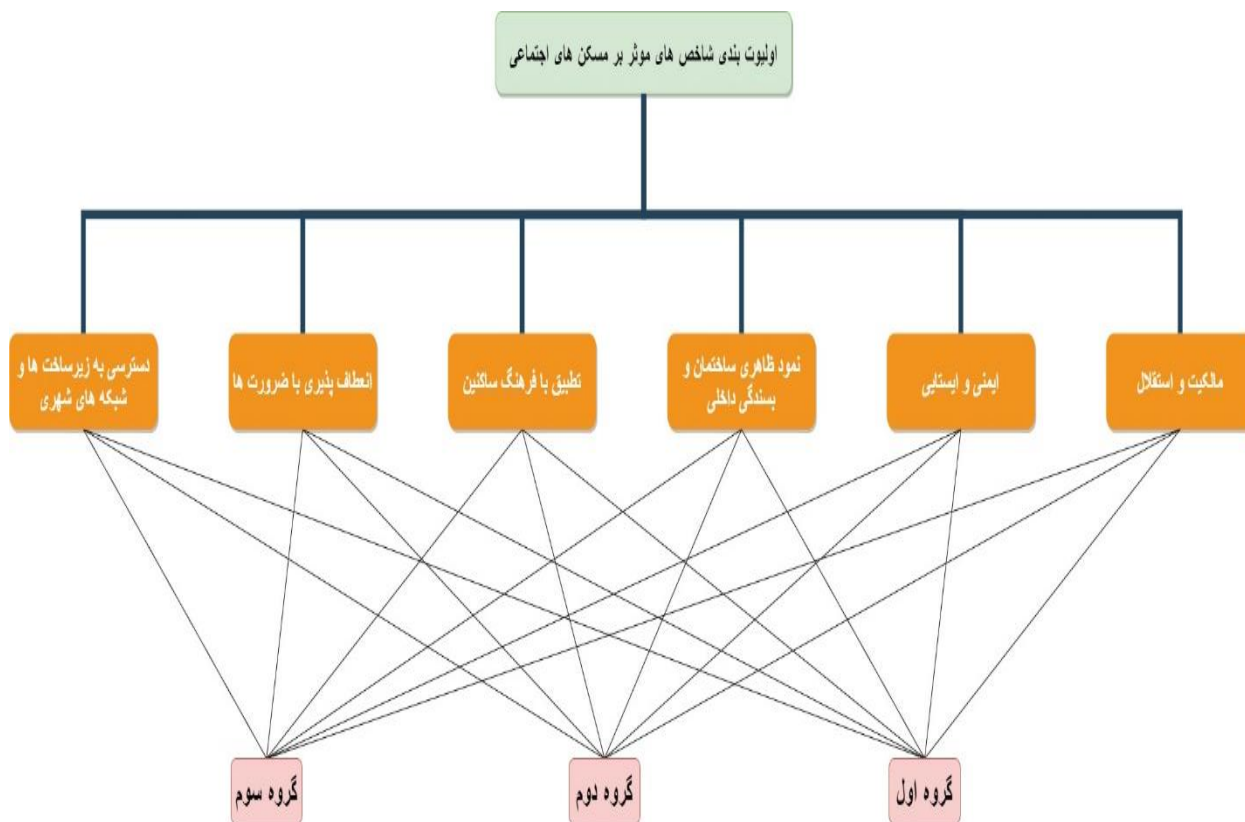 اولیوت بندی شاخص های موثر بر مسکن های اجتماعی
مالکیت و استقلال
ایمنی و ایستایی
نمود ظاهری ساختمان و
بسندگی داخلی
تطبیق با فرهنگ ساکنین
انعطاف پذیری با ضرورت ها
دسترسی به زیرساخت ها و
شبکه های شهری
گروه اول
گروه دوم
گروه سوم